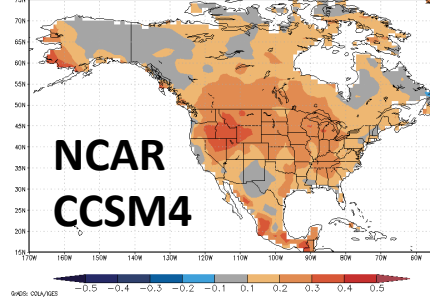 75N
70N
65N
60N
55N
50N
45N
40N
35N
30N
25N
20N
15N
NCAR
CCSM4
170W 160W 150W 140W 130W 120W 110W 100W 90W 80W 70W 60W
-0.5 -0.4 -0.3 -0.2 -0.1 0.1 0.2 0.3 0.4 0.5
GrADS: COLA/IGES